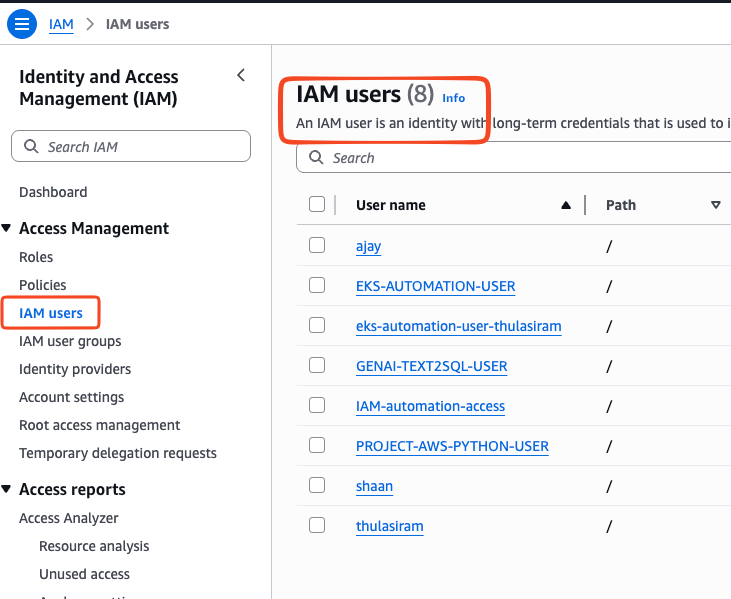 IAM > IAM users
Identity and Access
Management (IAM)
Search IAM
Dashboard
Access Management
Roles
Policies
IAM users
IAM user groups
Identity providers
Account settings
Root access management
Temporary delegation requests
Access reports
Access Analyzer
Resource analysis
Unused access
IAM users (8) Info
An IAM user is an identity with long-term credentials that is used to i
Search
User name Path
ajay /
EKS-AUTOMATION-USER /
eks-automation-user-thulasiram /
GENAI-TEXT2SQL-USER /
IAM-automation-access /
PROJECT-AWS-PYTHON-USER /
shaan /
thulasiram /